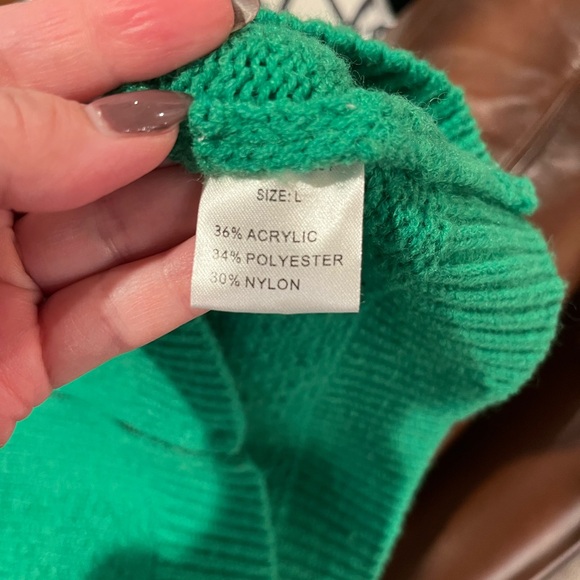 SIZE: L
36% ACRYLIC
34% POLYESTER
30% NYLON